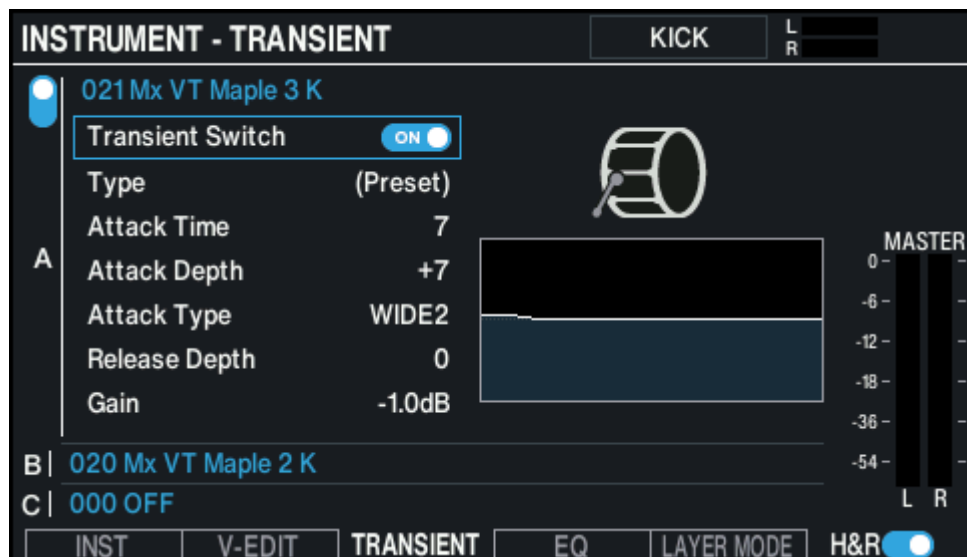 INSTRUMENT - TRANSIENT KICK L
R
021 Mx VT Maple 3 K
Transient Switch ON
Type (Preset)
Attack Time 7
A
Attack Depth +7
Attack Type WIDE2
Release Depth 0
Gain -1.0dB
MASTER
0
-6
-12
-18
-36
-54
L R
B 020 Mx VT Maple 2 K
C 000 OFF
INST V-EDIT TRANSIENT EQ LAYER MODE H&R